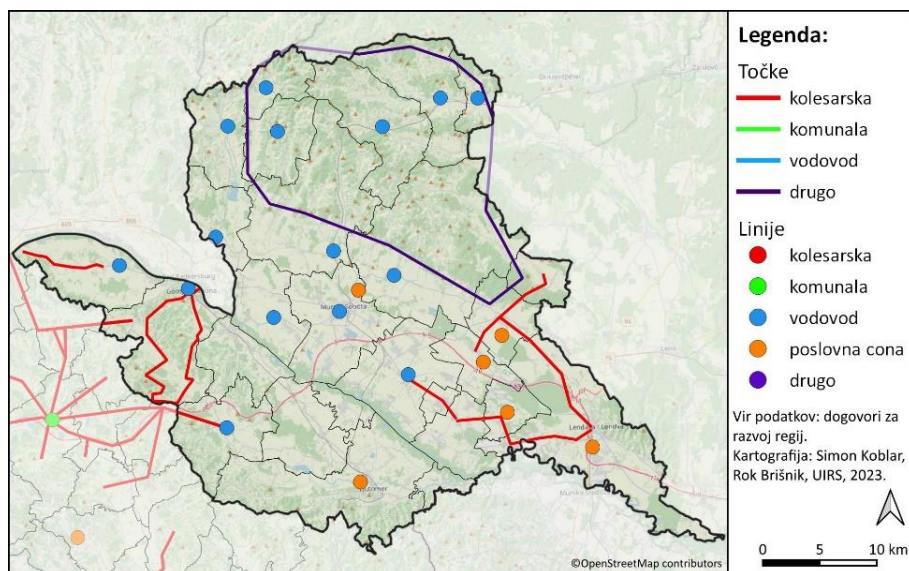 Legenda:
Točke
kolesarska
komunala
vodovod
drugo
Linije
kolesarska
komunala
vodovod
poslovna cona
drugo
Vir podatkov: dogovori za
razvoj regij.
Kartografija: Simon Koblar,
Rok Brišnik, UIRS, 2023.
0 5 10 km
©OpenStreetMap contributors